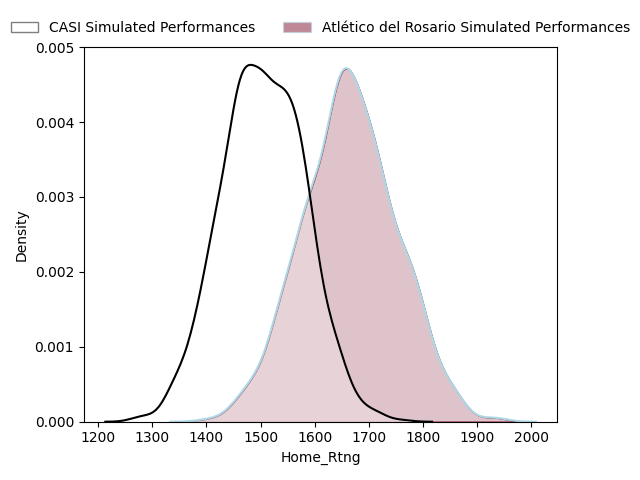 CASI Simulated Performances
Atlético del Rosario Simulated Performances
0.005
0.004
0.003
0.002
0.001
0.000
Density
1200 1300 1400 1500 1600 1700 1800 1900 2000
Home_Rtng